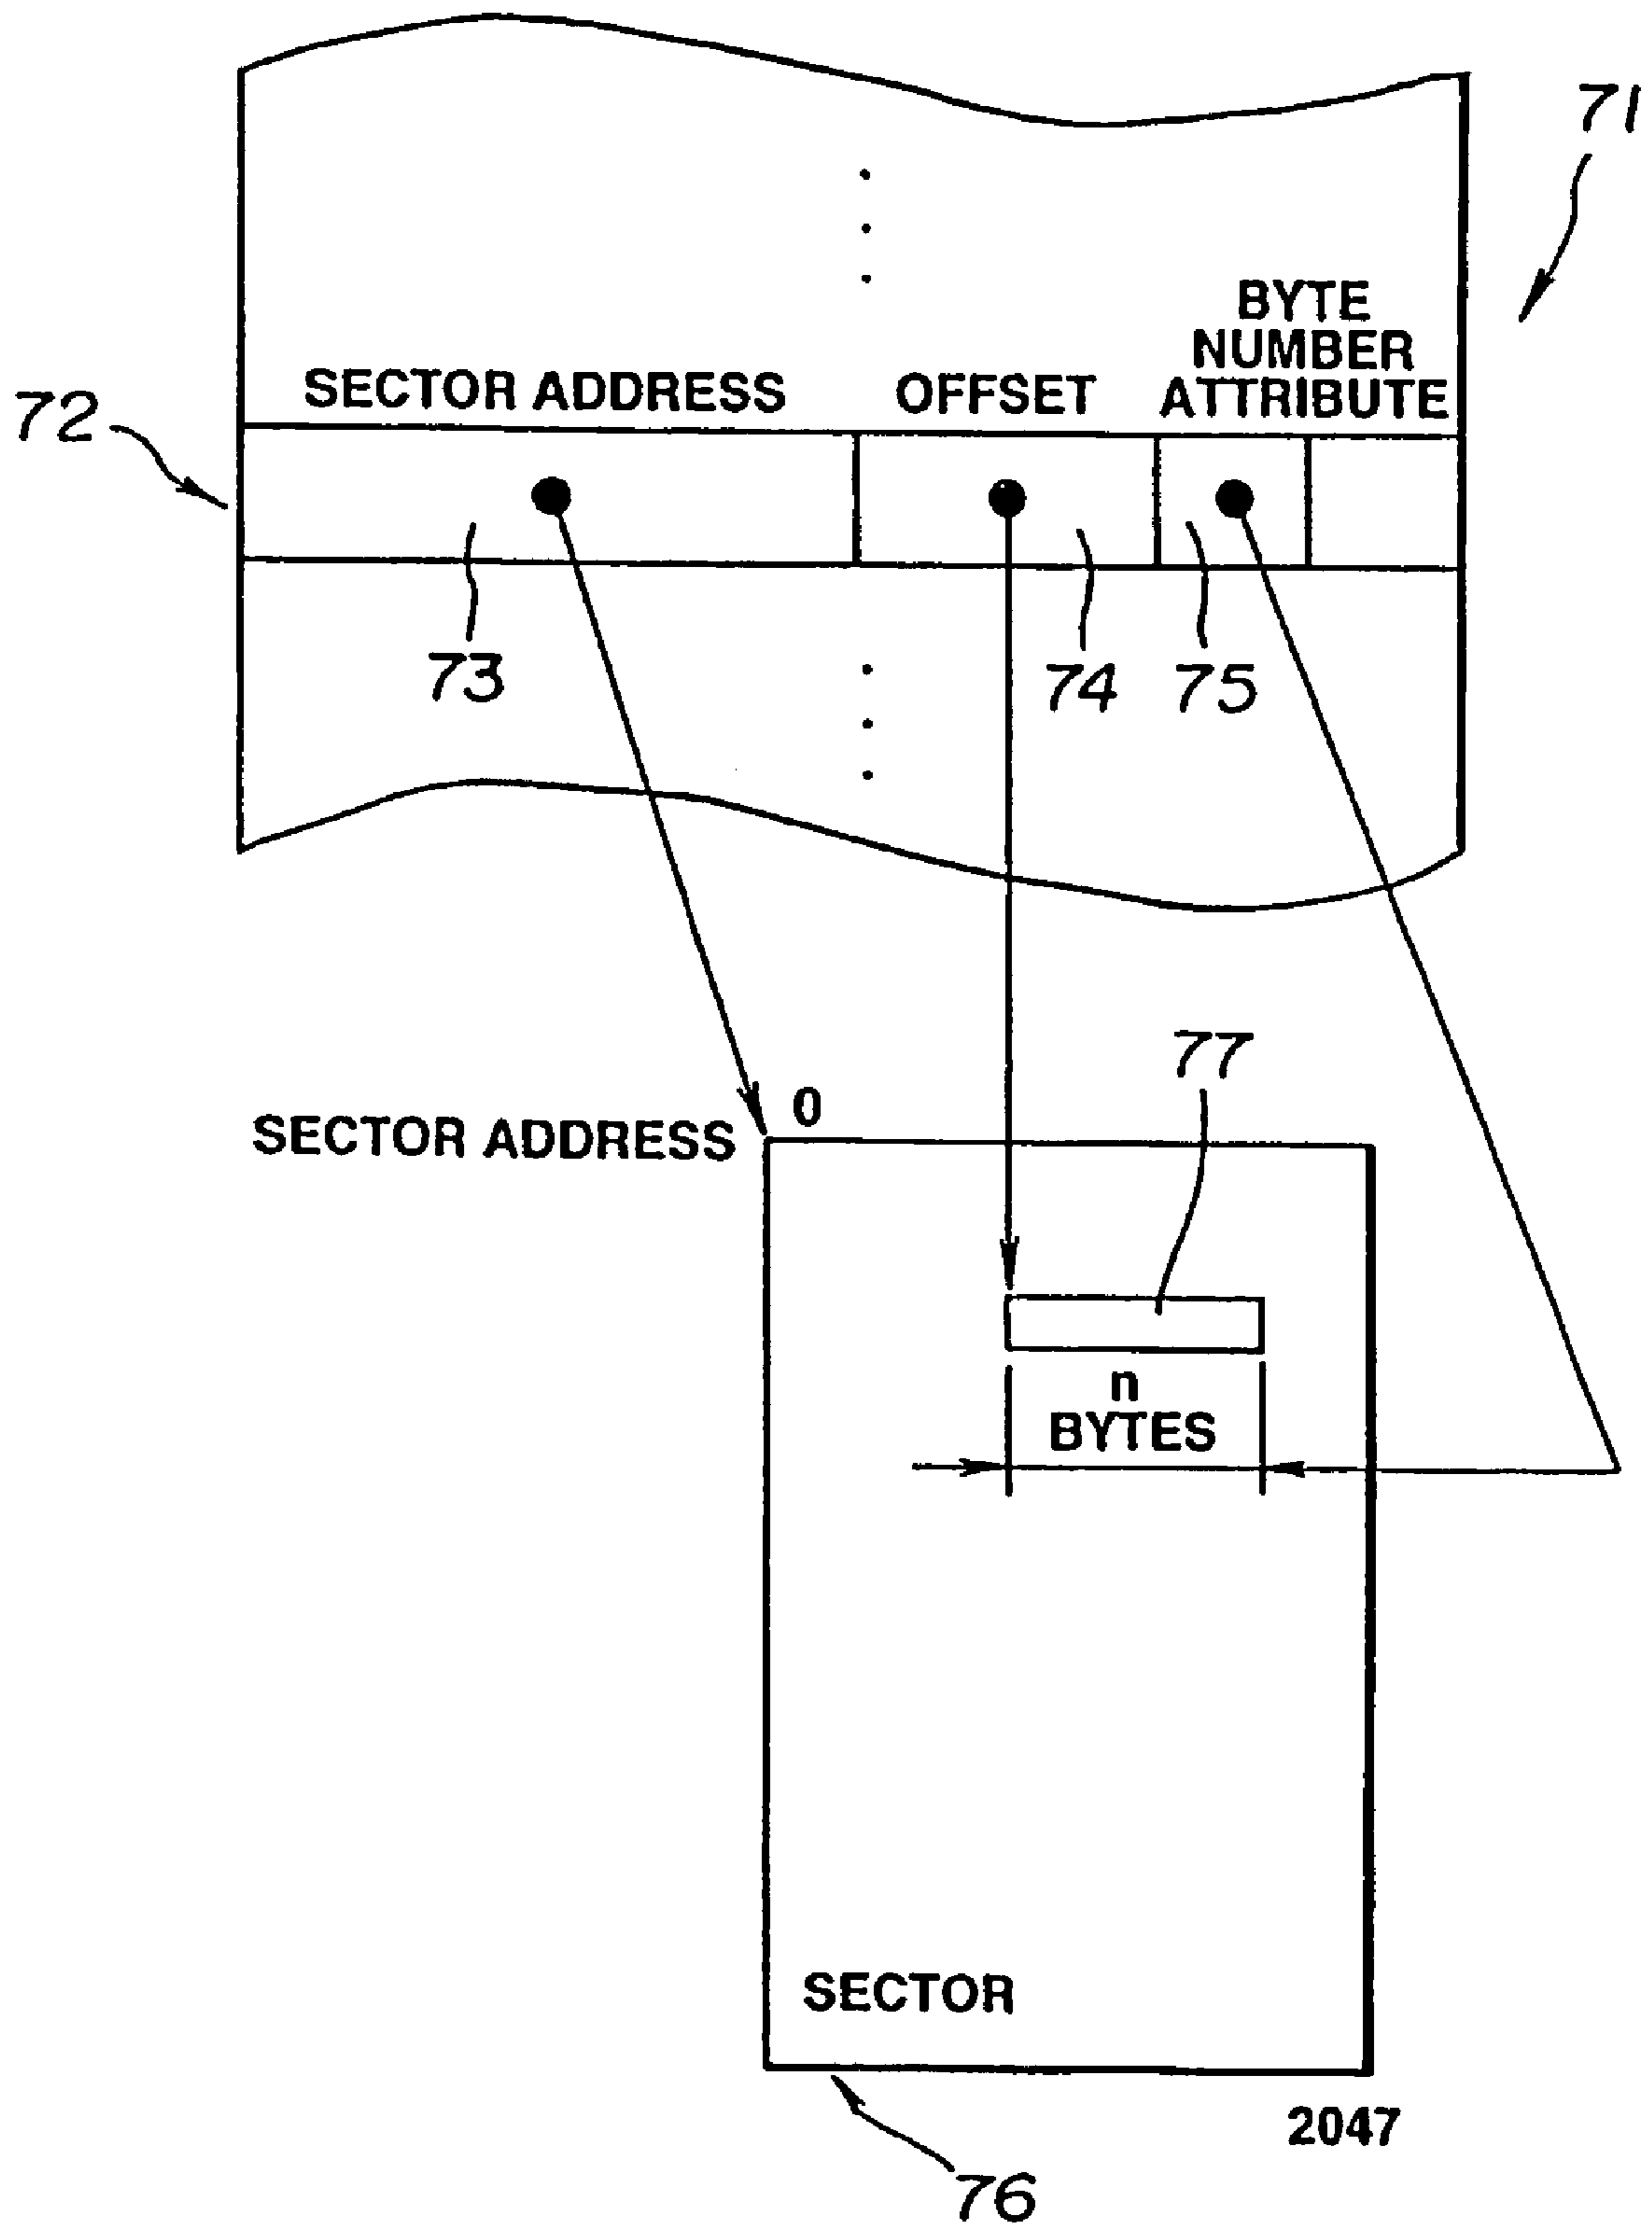 71
BYTE
NUMBER
SECTOR ADDRESS OFFSET ATTRIBUTE
72
73 74 75
77
0
SECTOR ADDRESS
n
BYTES
SECTOR
2047
76